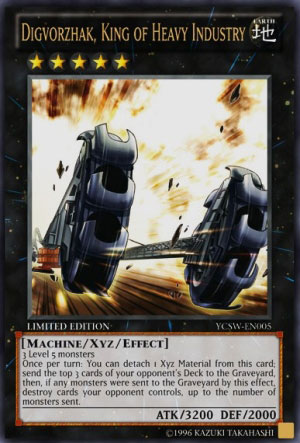 DIGVORZHAK, KING OF HEAVY INDUSTRY
EARTH
地
LIMITED EDITION
YCSW-EN005
[MACHINE/XYZ/EFFECT]
3 Level 5 monsters
Once per turn: You can detach 1 Xyz Material from this card;
send the top 3 cards of your opponent's Deck to the Graveyard,
then, if any monsters were sent to the Graveyard by this effect,
destroy cards your opponent controls, up to the number of
monsters sent.
ATK/3200 DEF/2000
©1996 KAZUKI TAKAHASHI